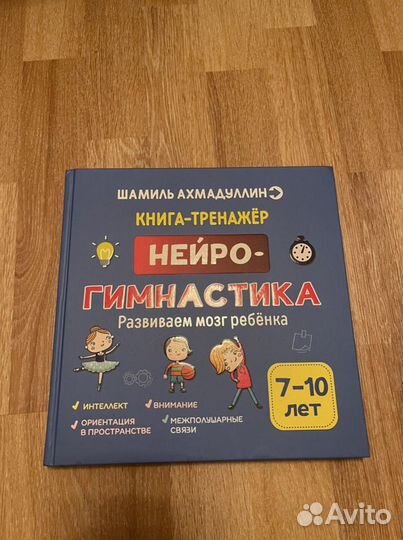 ШАМИЛЬ АХМАДУЛЛИН
КНИГА-ТРЕНАЖЁР
НЕЙРО-
ГИМНАСТИКА
Развиваем мозг ребёнка
7-10
лет
ИНТЕЛЛЕКТ
ВНИМАНИЕ
ОРИЕНТАЦИЯ
В ПРОСТРАНСТВЕ
МЕЖПОЛУШАРНЫЕ
СВЯЗИ
Avito